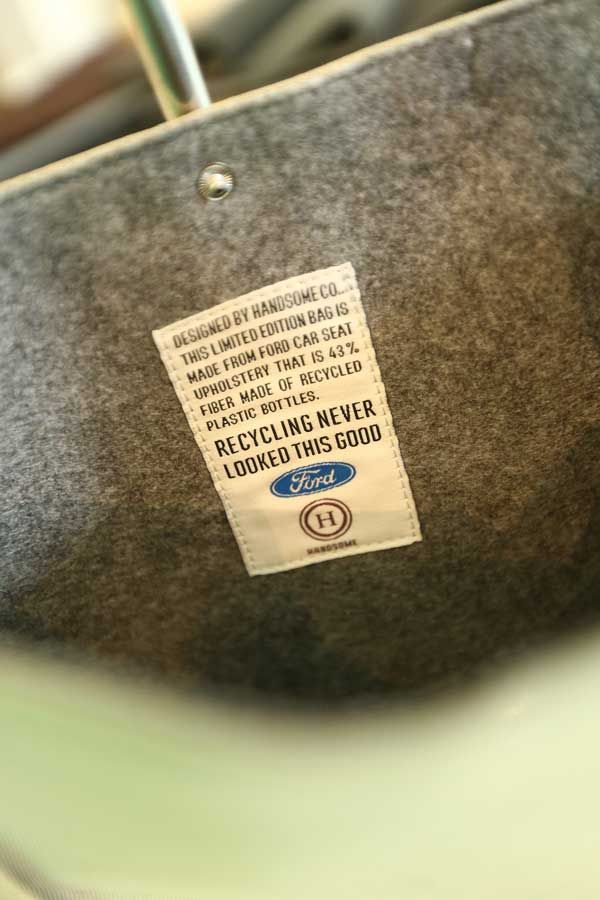 DESIGNED BY HANDSOME CO.,
THIS LIMITED EDITION BAG IS
MADE FROM FORD CAR SEAT
UPHOLSTERY THAT IS 43%
FIBER MADE OF RECYCLED
PLASTIC BOTTLES.
RECYCLING NEVER
LOOKED THIS GOOD
Ford
H
HANDSOME